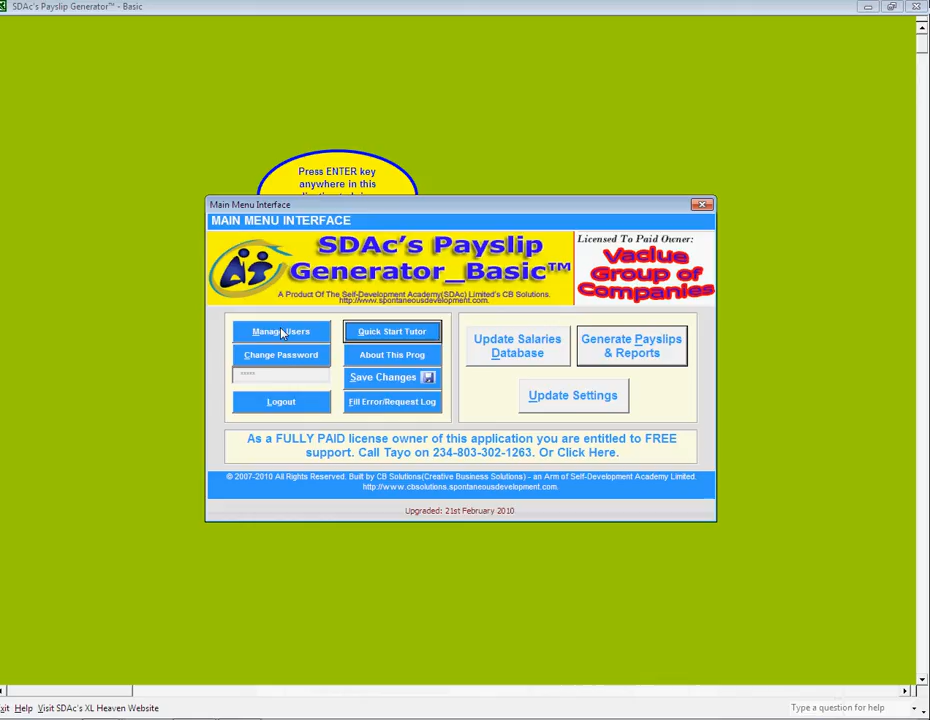 SDAc's Payslip Generator™ - Basic
Press ENTER key
anywhere in this
Main Menu Interface
MAIN MENU INTERFACE
SDAc's Payslip
Generator_Basic™
A Product Of The Self-Development Academy(SDAc) Limited's CB Solutions.
http://www.spontaneousdevelopment.com.
Licensed To Paid Owner:
Vaclue
Group of
Companies
Manage Users
Change Password
*****
Logout
Quick Start Tutor
About This Prog
Save Changes
Fill Error/Request Log
Update Salaries
Database
Generate Payslips
& Reports
Update Settings
As a FULLY PAID license owner of this application you are entitled to FREE
support. Call Tayo on 234-803-302-1263. Or Click Here.
© 2007-2010 All Rights Reserved. Built by CB Solutions(Creative Business Solutions) - an Arm of Self-Development Academy Limited.
http://www.cbsolutions.spontaneousdevelopment.com.
Upgraded: 21st February 2010
xit Help Visit SDAc's XL Heaven Website
Type a question for help